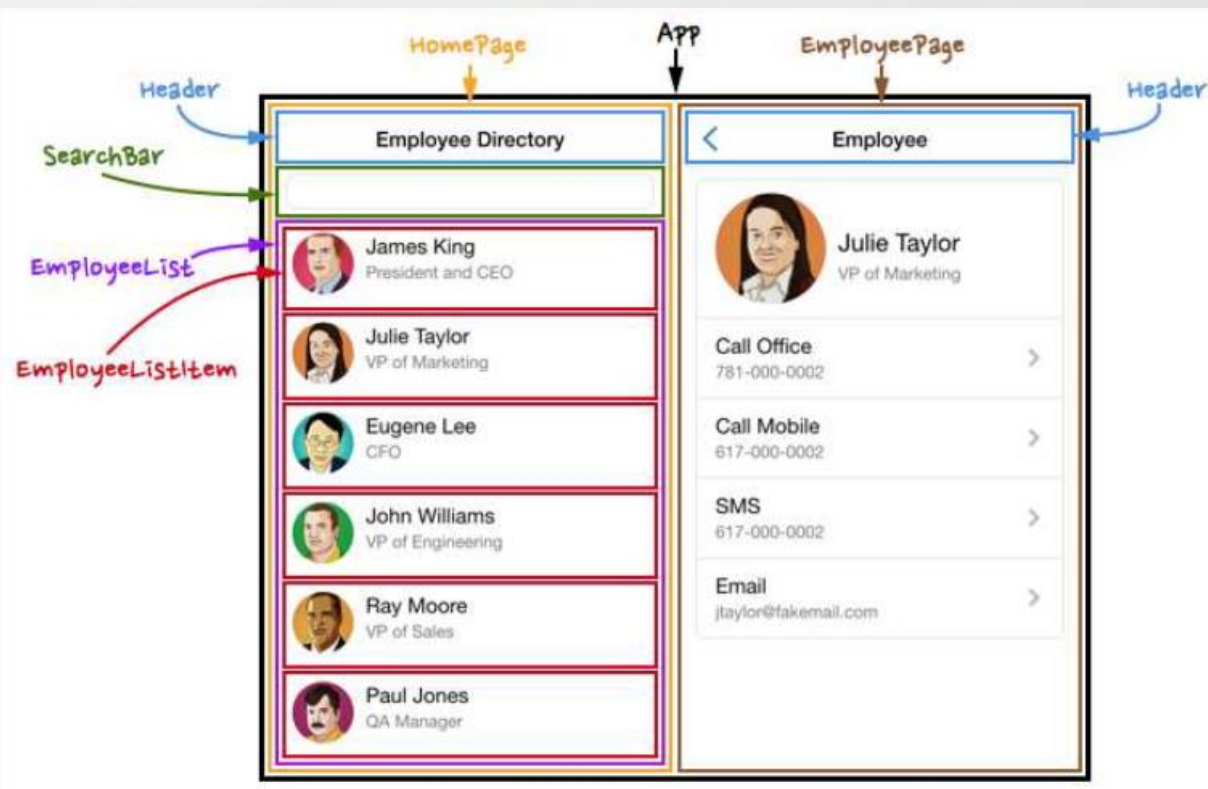 App
HomePage
EmployeePage
Header
Header
SearchBar
EmployeeList
EmployeeListItem
Employee Directory
James King
President and CEO
Julie Taylor
VP of Marketing
Eugene Lee
CFO
John Williams
VP of Engineering
Ray Moore
VP of Sales
Paul Jones
QA Manager
Employee
Julie Taylor
VP of Marketing
Call Office
781-000-0002
Call Mobile
617-000-0002
SMS
617-000-0002
Email
jtaylor@fakemail.com